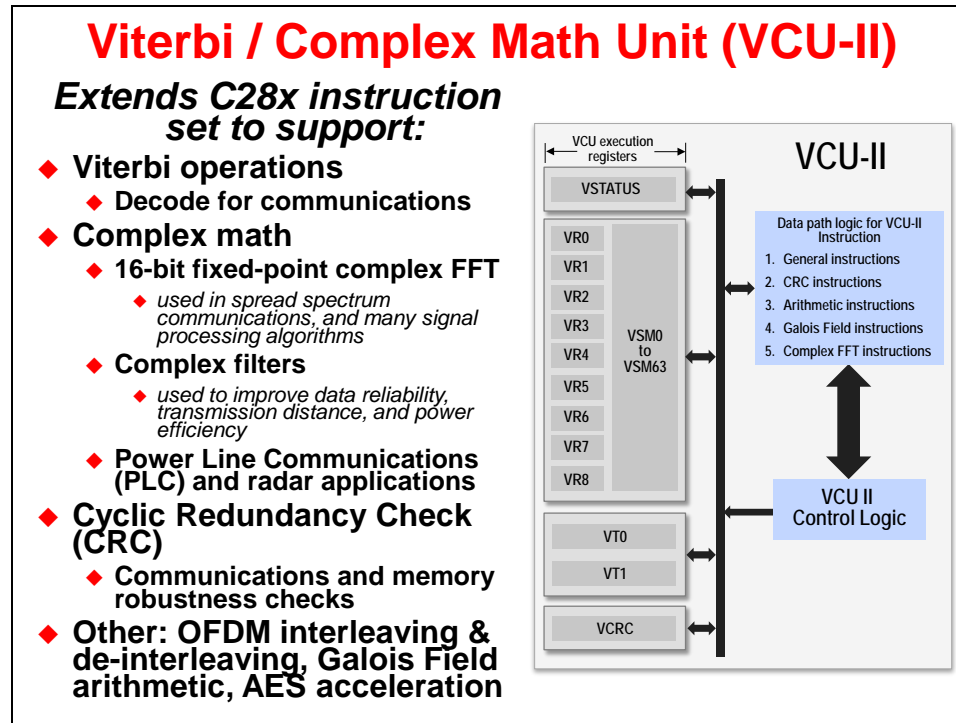 Viterbi / Complex Math Unit (VCU-II)
Extends C28x instruction
set to support:
Viterbi operations
Decode for communications
Complex math
16-bit fixed-point complex FFT
used in spread spectrum
communications, and many signal
processing algorithms
Complex filters
used to improve data reliability,
transmission distance, and power
efficiency
Power Line Communications
(PLC) and radar applications
Cyclic Redundancy Check
(CRC)
Communications and memory
robustness checks
Other: OFDM interleaving &
de-interleaving, Galois Field
arithmetic, AES acceleration
VCU execution
registers
VCU-II
VSTATUS
VR0
VR1
VR2
VR3
VR4
VR5
VR6
VR7
VR8
VSM0
to
VSM63
VT0
VT1
VCRC
Data path logic for VCU-II
Instruction
1. General instructions
2. CRC instructions
3. Arithmetic instructions
4. Galois Field instructions
5. Complex FFT instructions
VCU II
Control Logic